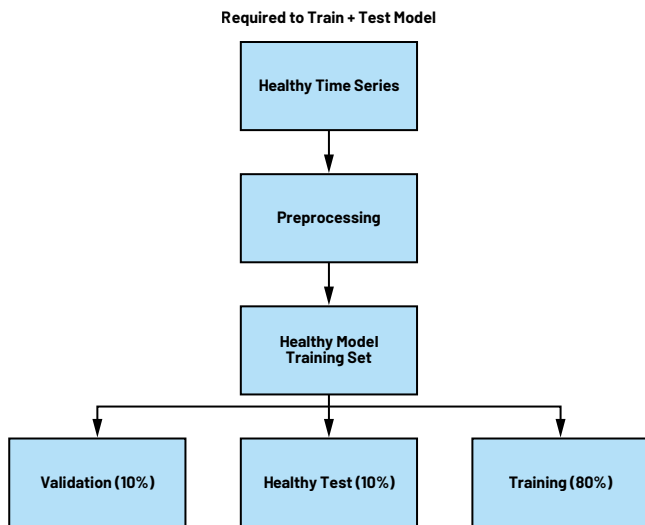 Required to Train + Test Model
Healthy Time Series
Preprocessing
Healthy Model
Training Set
Validation (10%)
Healthy Test (10%)
Training (80%)